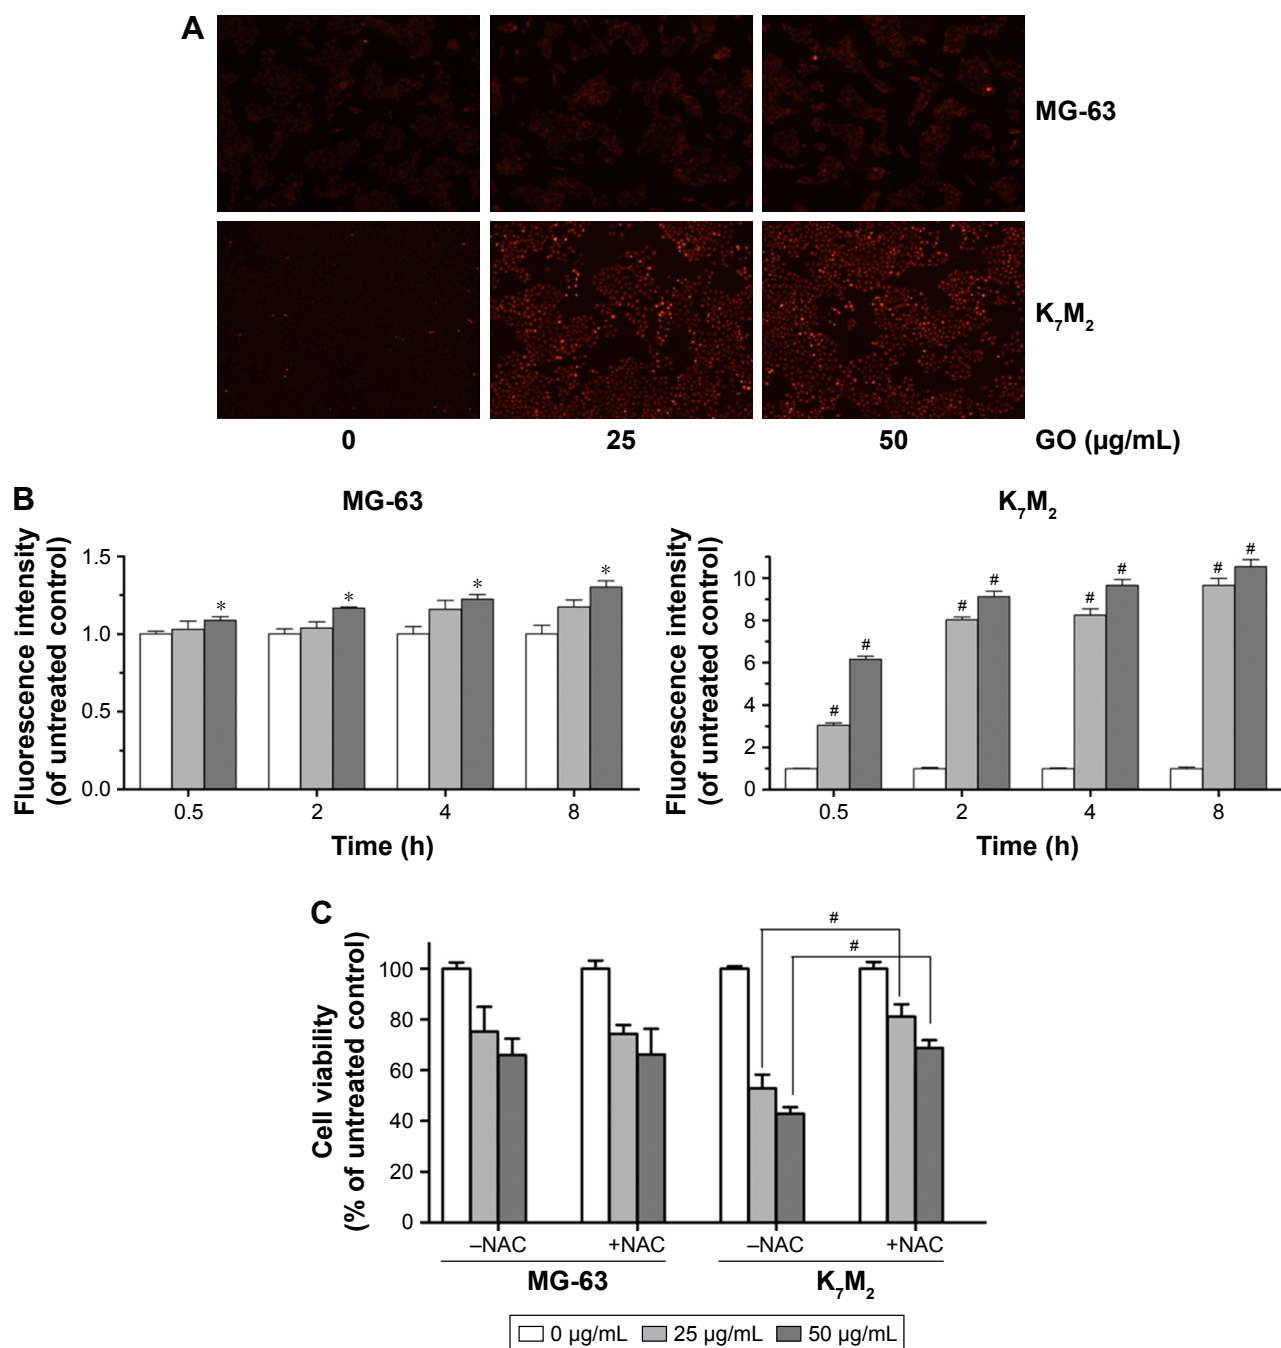 A
MG-63
K7M2
0 25 50 GO (µg/mL)
B
MG-63
Fluorescence intensity
(of untreated control)
1.5
1.0
0.5
0.0
* * * *
0.5 2 4 8
Time (h)
K7M2
Fluorescence intensity
(of untreated control)
10
8
6
4
2
0
# # # # # # # #
0.5 2 4 8
Time (h)
C
Cell viability
(% of untreated control)
100
80
60
40
20
0
#
#
–NAC +NAC –NAC +NAC
MG-63 K7M2
0 µg/mL 25 µg/mL 50 µg/mL